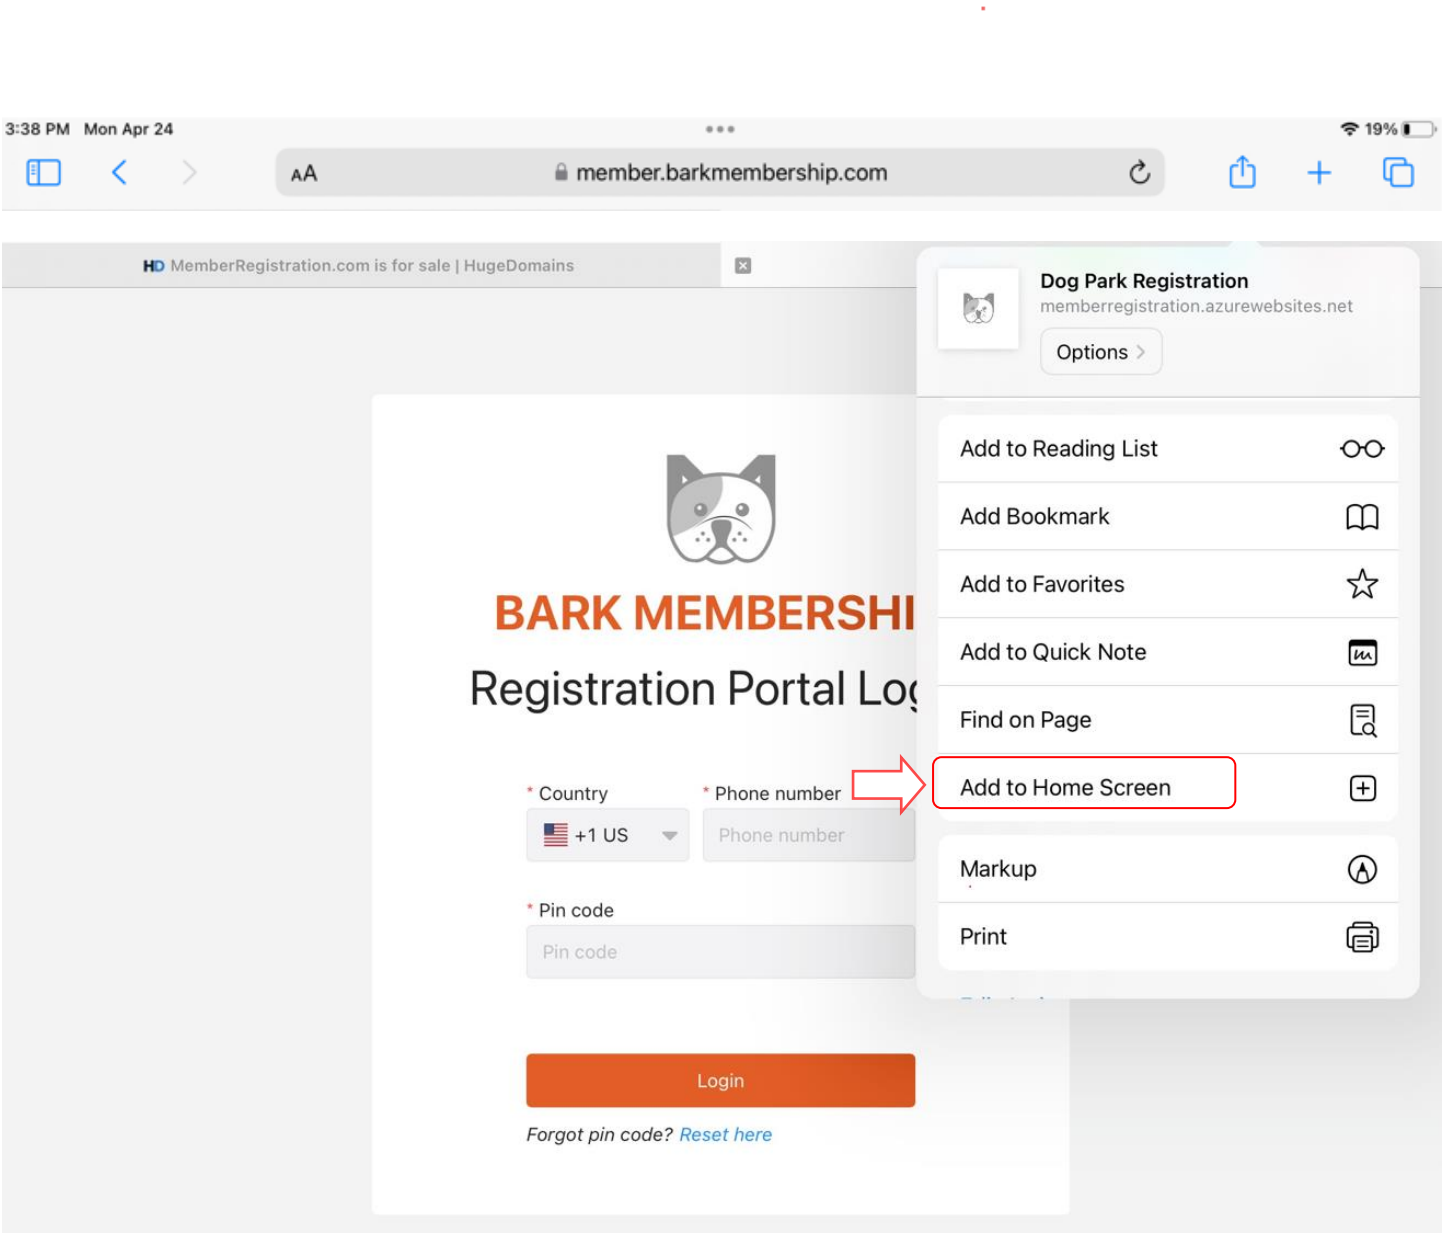 3:38 PM Mon Apr 24
19%
AA
member.barkmembership.com
HD MemberRegistration.com is for sale | HugeDomains
Dog Park Registration
memberregistration.azurewebsites.net
Options
Add to Reading List
Add Bookmark
Add to Favorites
Add to Quick Note
Find on Page
Add to Home Screen
Markup
Print
BARK MEMBERSHI
Registration Portal Log
* Country
* Phone number
+1 US
Phone number
* Pin code
Pin code
Login
Forgot pin code? Reset here